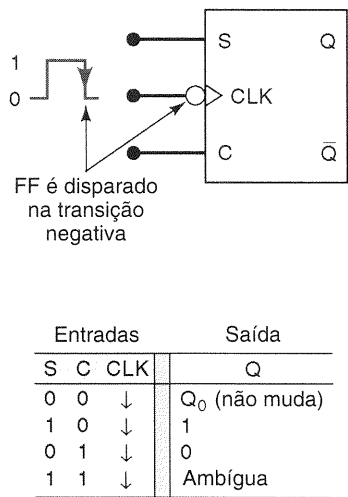 S Q
1
0
CLK
C Q̅
FF é disparado
na transição
negativa
Entradas Saída
S C CLK Q
0 0 ↓ Q₀ (não muda)
1 0 ↓ 1
0 1 ↓ 0
1 1 ↓ Ambígua